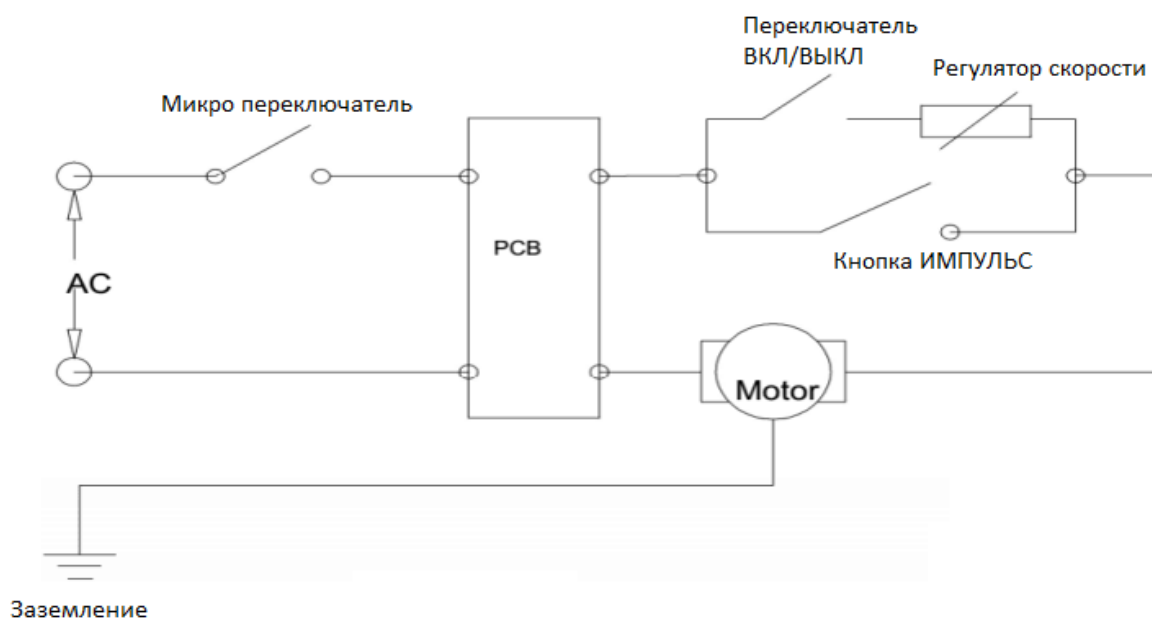 Переключатель
ВКЛ/ВЫКЛ
Регулятор скорости
Микро переключатель
PCB
Кнопка ИМПУЛЬС
AC
Motor
Заземление